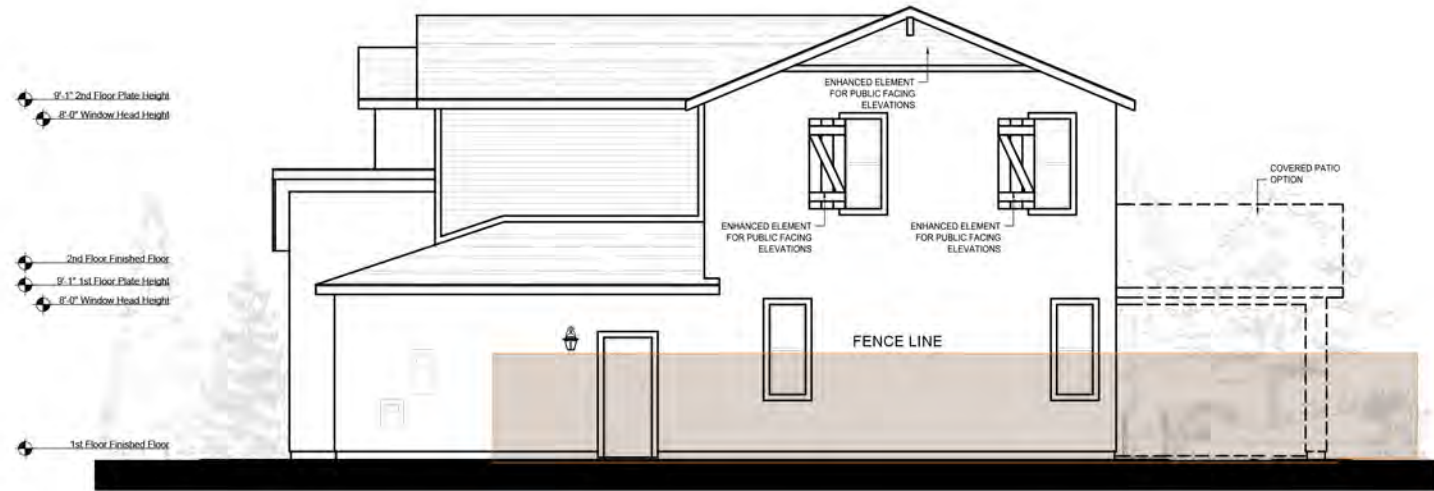 ENHANCED ELEMENT
FOR PUBLIC FACING
ELEVATIONS
9'-1" 2nd Floor Plate Height
8'-0" Window Head Height
COVERED PATIO
OPTION
ENHANCED ELEMENT
FOR PUBLIC FACING
ELEVATIONS
ENHANCED ELEMENT
FOR PUBLIC FACING
ELEVATIONS
2nd Floor Finished Floor
9'-1" 1st Floor Plate Height
8'-0" Window Head Height
FENCE LINE
1st Floor Finished Floor